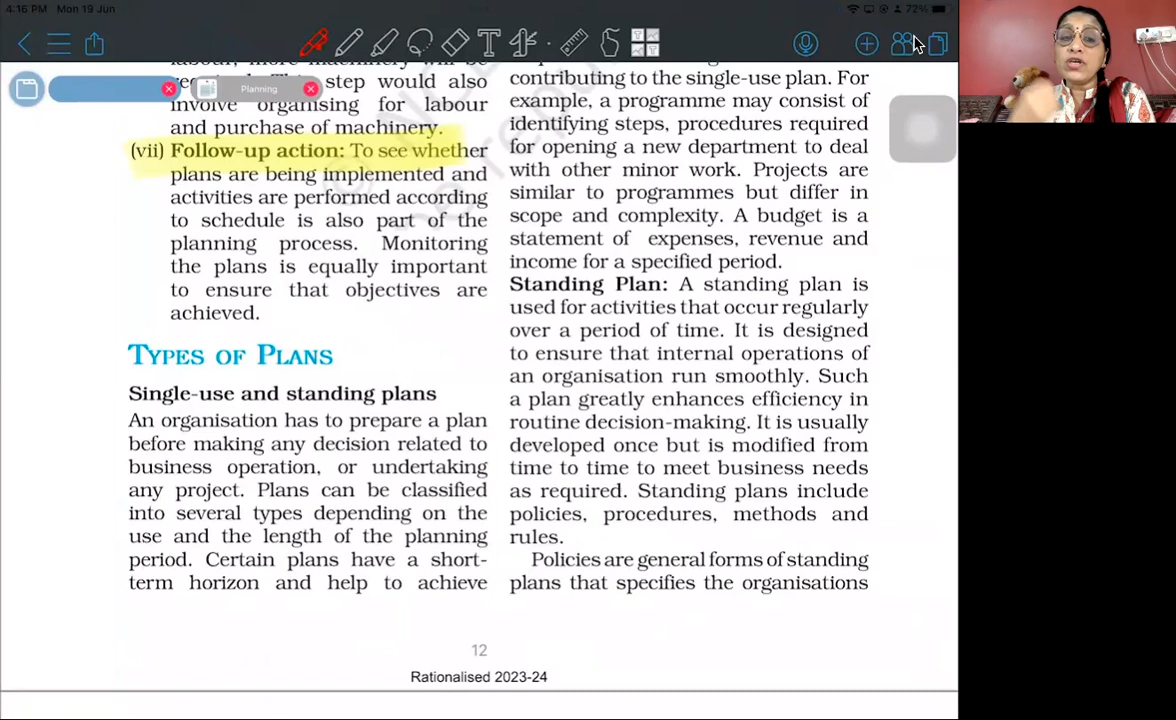 4:16 PM Mon 19 Jun
72%
Planning
step would also
involve organising for labour
and purchase of machinery.
(vii) Follow-up action: To see whether
plans are being implemented and
activities are performed according
to schedule is also part of the
planning process. Monitoring
the plans is equally important
to ensure that objectives are
achieved.
TYPES OF PLANS
Single-use and standing plans
An organisation has to prepare a plan
before making any decision related to
business operation, or undertaking
any project. Plans can be classified
into several types depending on the
use and the length of the planning
period. Certain plans have a short-
term horizon and help to achieve
contributing to the single-use plan. For
example, a programme may consist of
identifying steps, procedures required
for opening a new department to deal
with other minor work. Projects are
similar to programmes but differ in
scope and complexity. A budget is a
statement of expenses, revenue and
income for a specified period.
Standing Plan: A standing plan is
used for activities that occur regularly
over a period of time. It is designed
to ensure that internal operations of
an organisation run smoothly. Such
a plan greatly enhances efficiency in
routine decision-making. It is usually
developed once but is modified from
time to time to meet business needs
as required. Standing plans include
policies, procedures, methods and
rules.
Policies are general forms of standing
plans that specifies the organisations
12
Rationalised 2023-24